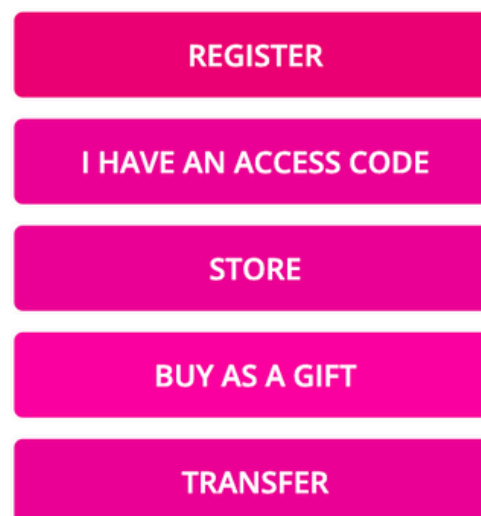 REGISTER
I HAVE AN ACCESS CODE
STORE
BUY AS A GIFT
TRANSFER